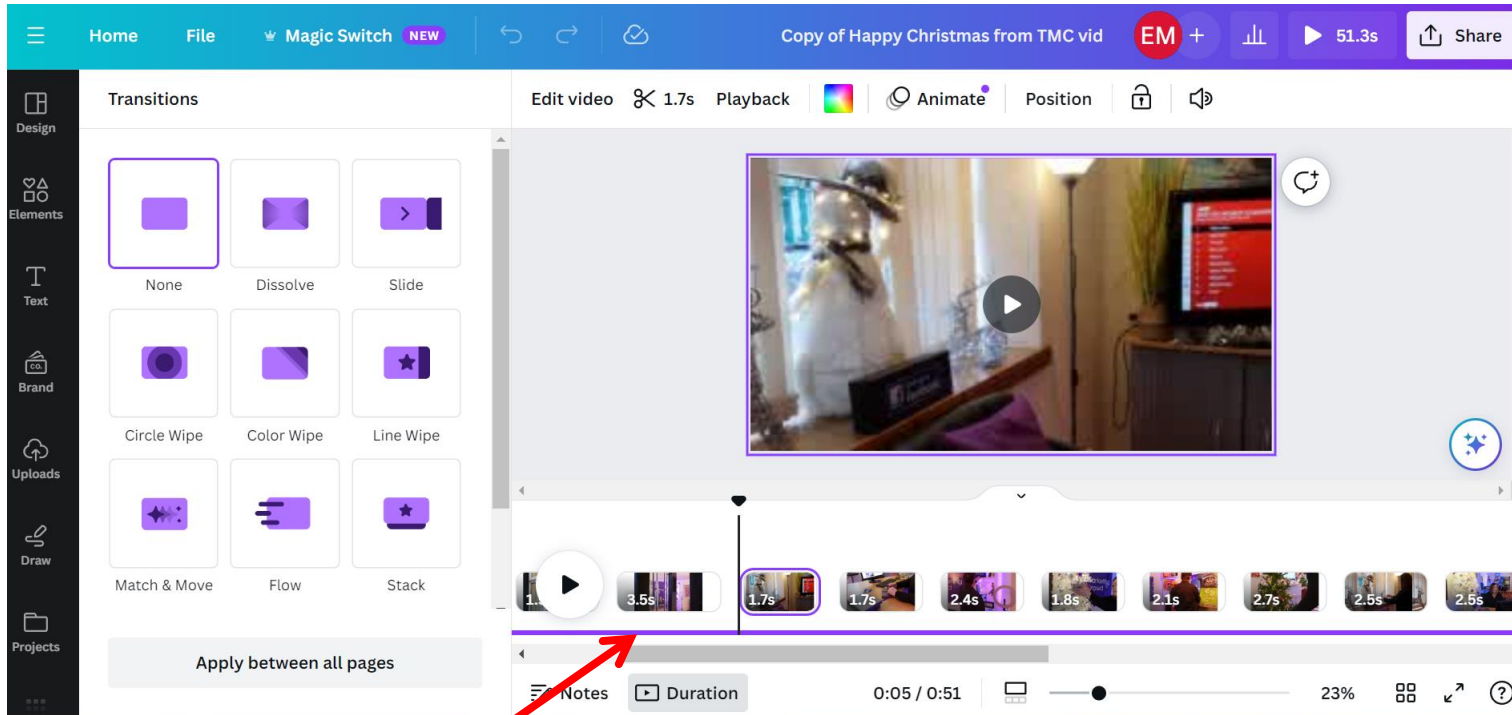 Home File Magic Switch NEW Copy of Happy Christmas from TMC vid EM + 51.3s Share
Transitions
Edit video 1.7s Playback Animate Position
Design
Elements
Text
CO.
Brand
Uploads
Draw
Projects
None Dissolve Slide
Circle Wipe Color Wipe Line Wipe
Match & Move Flow Stack
Apply between all pages
3.5s 1.7s 1.7s 2.4s 1.8s 2.1s 2.7s 2.5s 2.5s
Notes Duration 0:05 / 0:51 23% ?